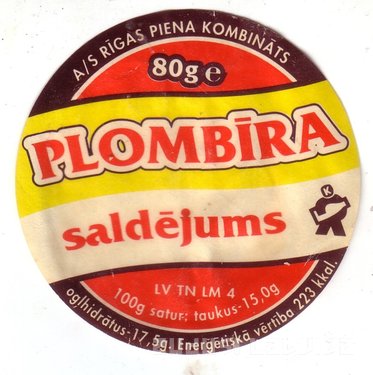 A/S RĪGAS PIENA KOMBINĀTS
80g e
PLOMBĪRA
saldējums
K
LV TN LM 4
100g satur; taukus-15,0g
ogļhidrātus-17,5g. Enerģētiskā vērtība 223 kkal.